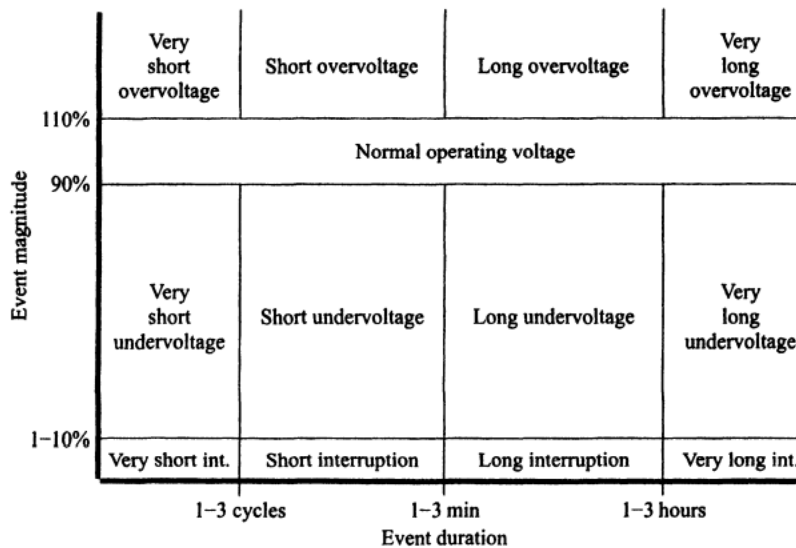 Very
short
overvoltage
Short overvoltage
Long overvoltage
Very
long
overvoltage
110%
Normal operating voltage
90%
Event magnitude
Very
short
undervoltage
Short undervoltage
Long undervoltage
Very
long
undervoltage
1−10%
Very short int.
Short interruption
Long interruption
Very long int.
1−3 cycles
1−3 min
1−3 hours
Event duration